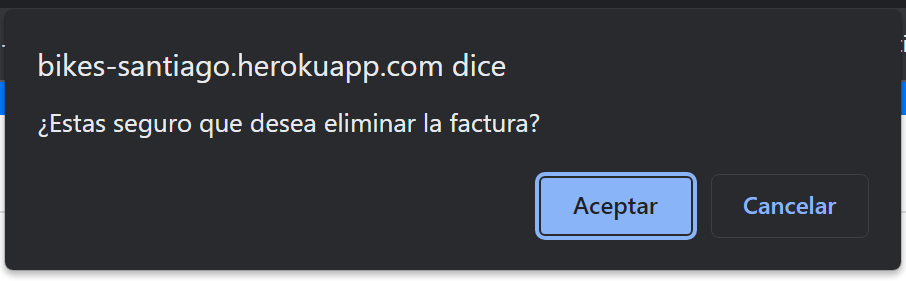 bikes-santiago.herokuapp.com dice
¿Estas seguro que desea eliminar la factura?
Aceptar
Cancelar